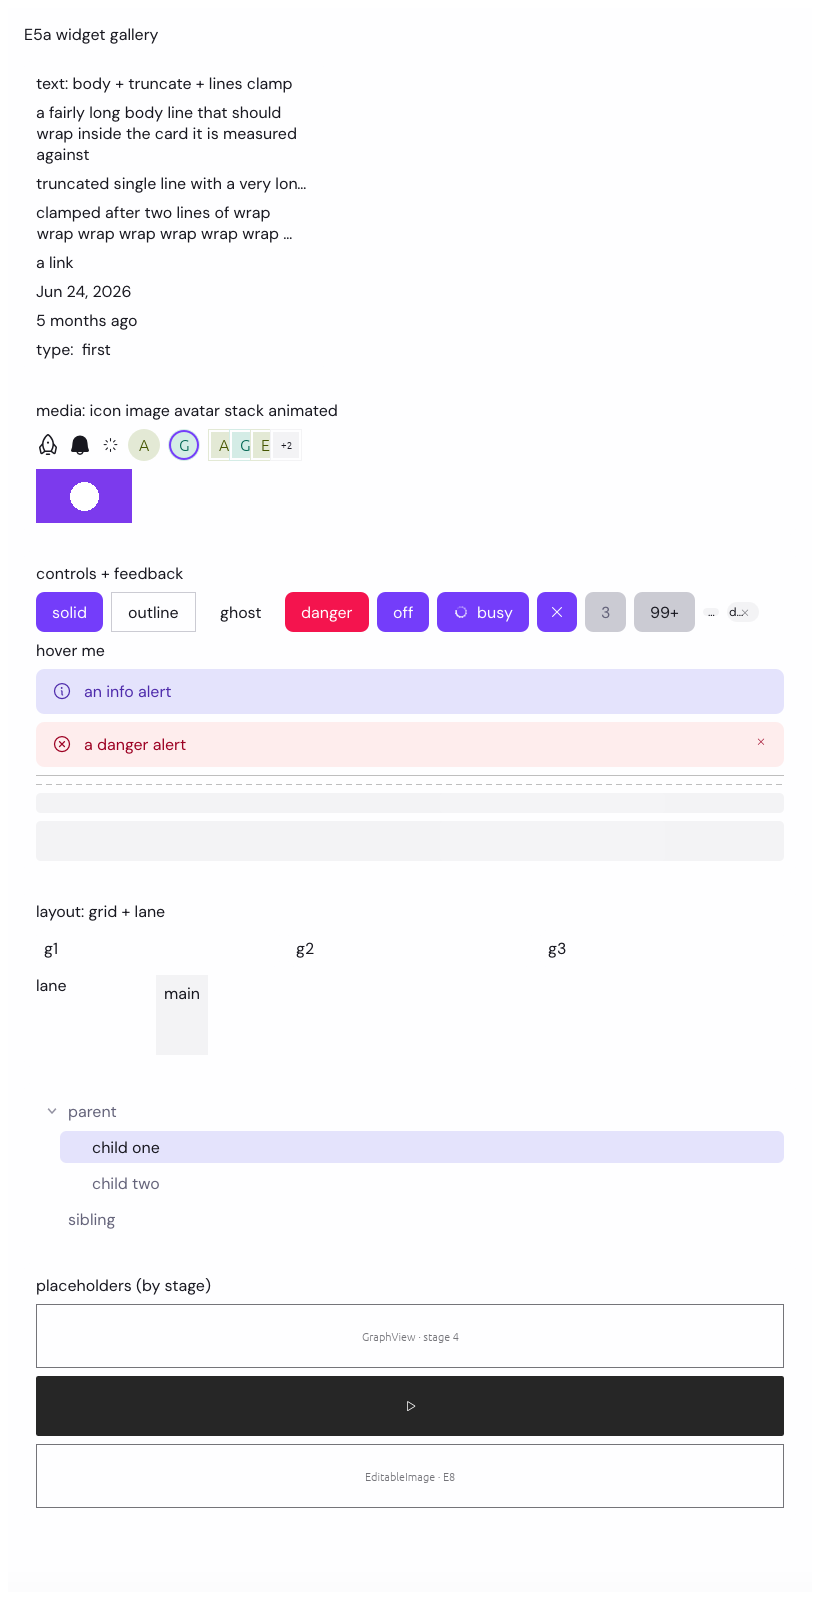 E5a widget gallery
text: body + truncate + lines clamp
a fairly long body line that should
wrap inside the card it is measured
against
truncated single line with a very lon...
clamped after two lines of wrap
wrap wrap wrap wrap wrap wrap ...
a link
Jun 24, 2026
5 months ago
type: first
media: icon image avatar stack animated
A G A G E +2
controls + feedback
solid outline ghost danger off busy 3 99+ ... d...
hover me
an info alert
a danger alert
layout: grid + lane
g1 g2 g3
lane main
parent
child one
child two
sibling
placeholders (by stage)
GraphView · stage 4
EditableImage · E8